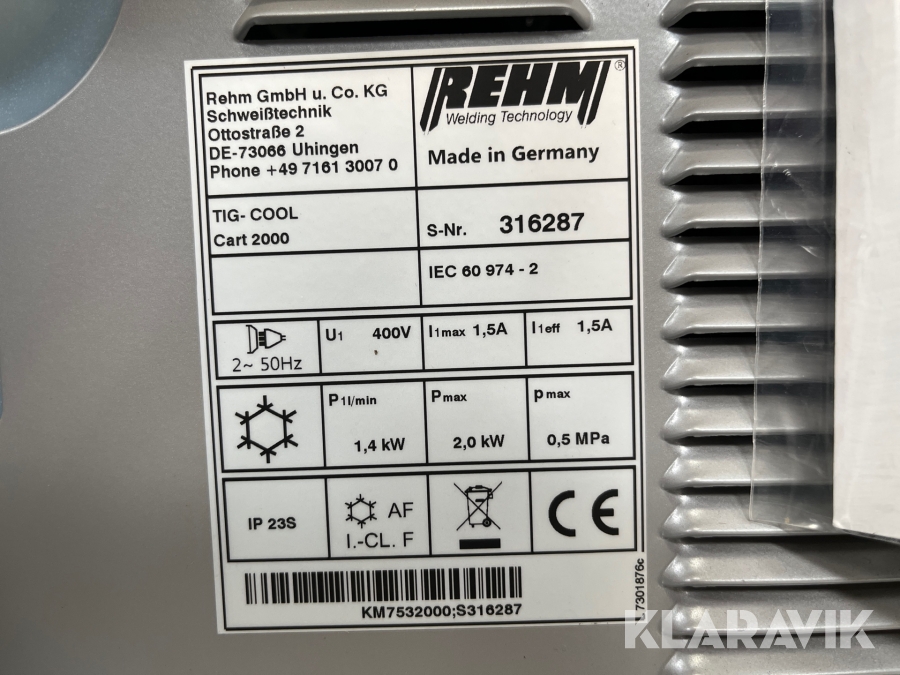 Rehm GmbH u. Co. KG
Schweißtechnik
Ottostraße 2
DE-73066 Uhingen
Phone +49 7161 3007 0
REHM®
Welding Technology
Made in Germany
TIG- COOL
Cart 2000
S-Nr. 316287
IEC 60 974 - 2
2~ 50Hz
U1 400V
I1max 1,5A
I1eff 1,5A
P1l/min
1,4 kW
Pmax
2,0 kW
pmax
0,5 MPa
IP 23S
AF
I.-CL. F
CE
KM7532000;S316287
7301876c
KLARAVIK